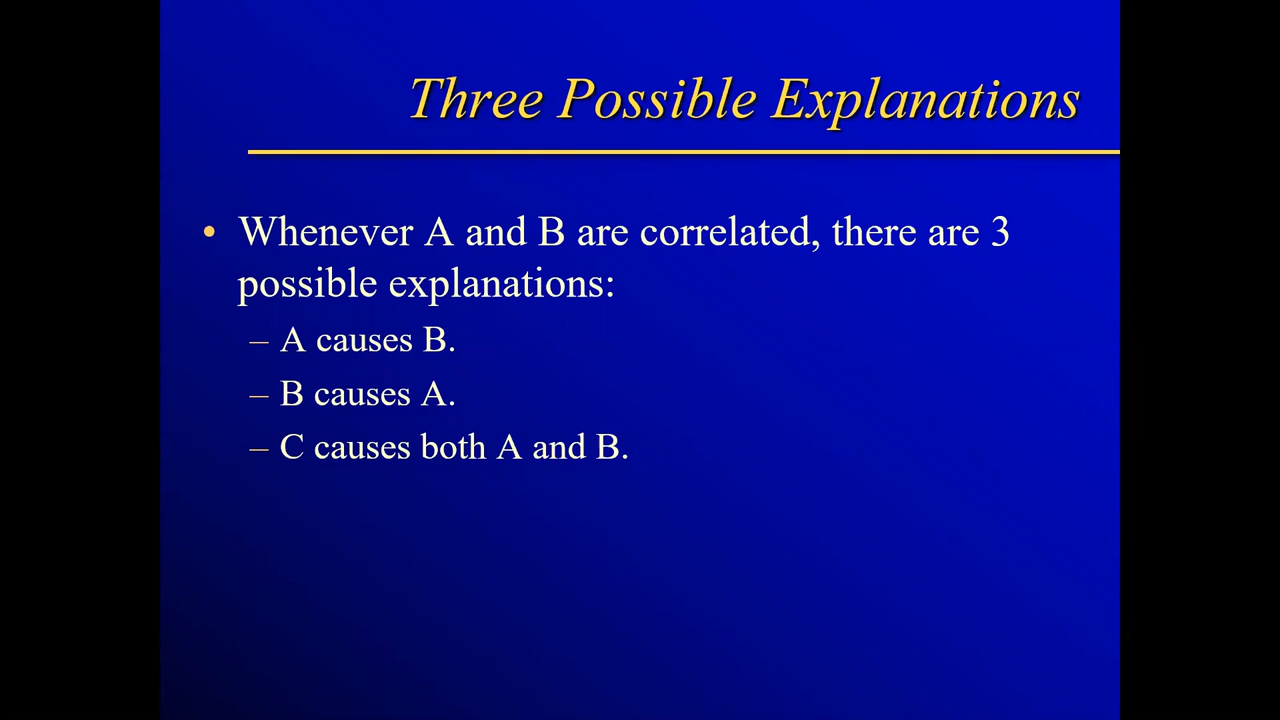 Three Possible Explanations
• Whenever A and B are correlated, there are 3
possible explanations:
– A causes B.
– B causes A.
– C causes both A and B.